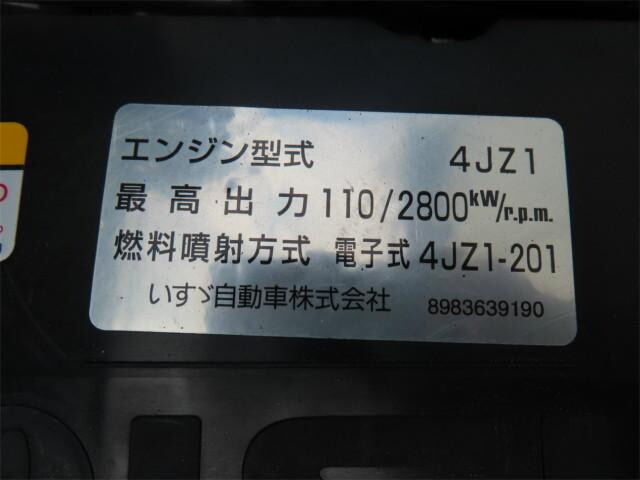 エンジン型式 4JZ1
最高出力 110/2800kW/r.p.m.
燃料噴射方式 電子式 4JZ1-201
いすゞ自動車株式会社 8983639190